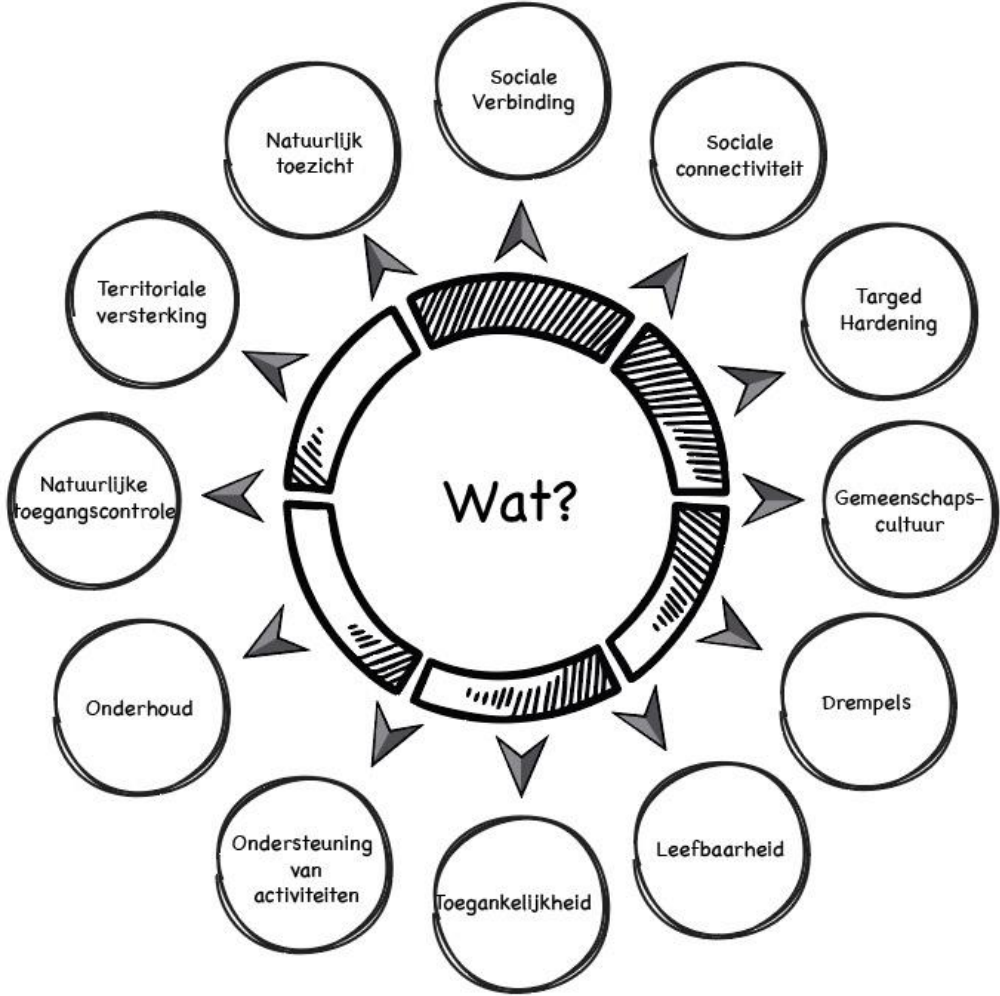 Sociale
Verbinding
Sociale
connectiviteit
Targed
Hardening
Gemeenschaps-
cultuur
Drempels
Leefbaarheid
Toegankelijkheid
Ondersteuning
van
activiteiten
Onderhoud
Natuurlijke
toegangscontrole
Territoriale
versterking
Natuurlijk
toezicht
Wat?